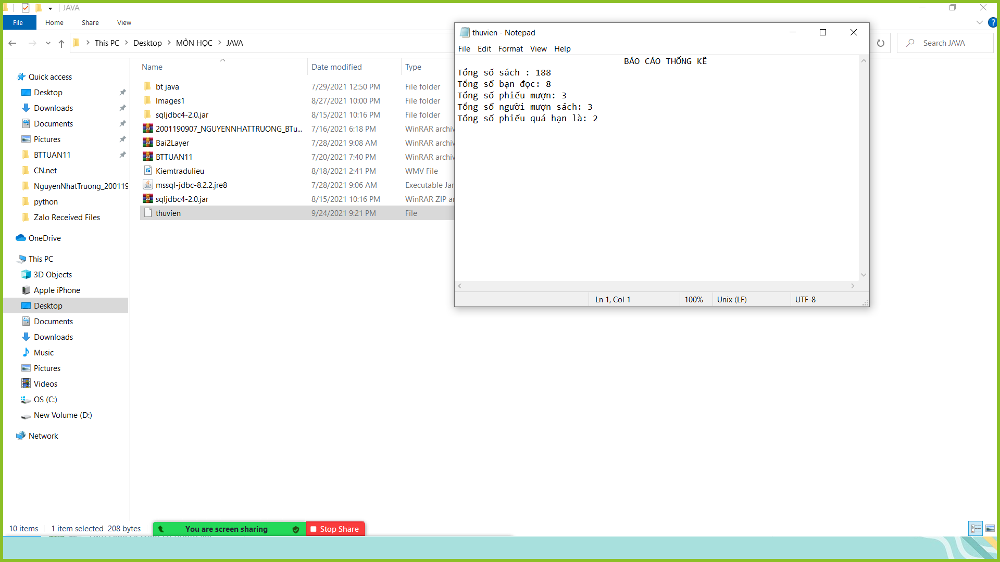 JAVA
File Home Share View
This PC Desktop MÔN HỌC JAVA
Search JAVA
Name Date modified Type
bt java 7/29/2021 12:50 PM File folder
Images1 8/27/2021 10:00 PM File folder
sqljdbc4-2.0.jar 8/15/2021 10:16 PM File folder
2001190907_NGUYENNHATTRUONG_BTu... 7/16/2021 6:18 PM WinRAR archiv
Bai2Layer 7/28/2021 9:08 AM WinRAR archiv
BTTUAN11 7/20/2021 7:40 PM WinRAR archiv
Kiemtradulieu 8/18/2021 2:41 PM WMV File
mssql-jdbc-8.2.2.jre8 7/28/2021 9:06 AM Executable Jar
sqljdbc4-2.0.jar 8/15/2021 10:16 PM WinRAR ZIP ar
thuvien 9/24/2021 9:21 PM File
Quick access
Desktop
Downloads
Documents
Pictures
BTTUAN11
CN.net
NguyenNhatTruong_200119
python
Zalo Received Files
OneDrive
This PC
3D Objects
Apple iPhone
Desktop
Documents
Downloads
Music
Pictures
Videos
OS (C:)
New Volume (D:)
Network
thuvien - Notepad
File Edit Format View Help
BÁO CÁO THỐNG KÊ
Tổng số sách : 188
Tổng số bạn đọc: 8
Tổng số phiếu mượn: 3
Tổng số người mượn sách: 3
Tổng số phiếu quá hạn là: 2
Ln 1, Col 1 100% Unix (LF) UTF-8
10 items 1 item selected 208 bytes
You are screen sharing Stop Share